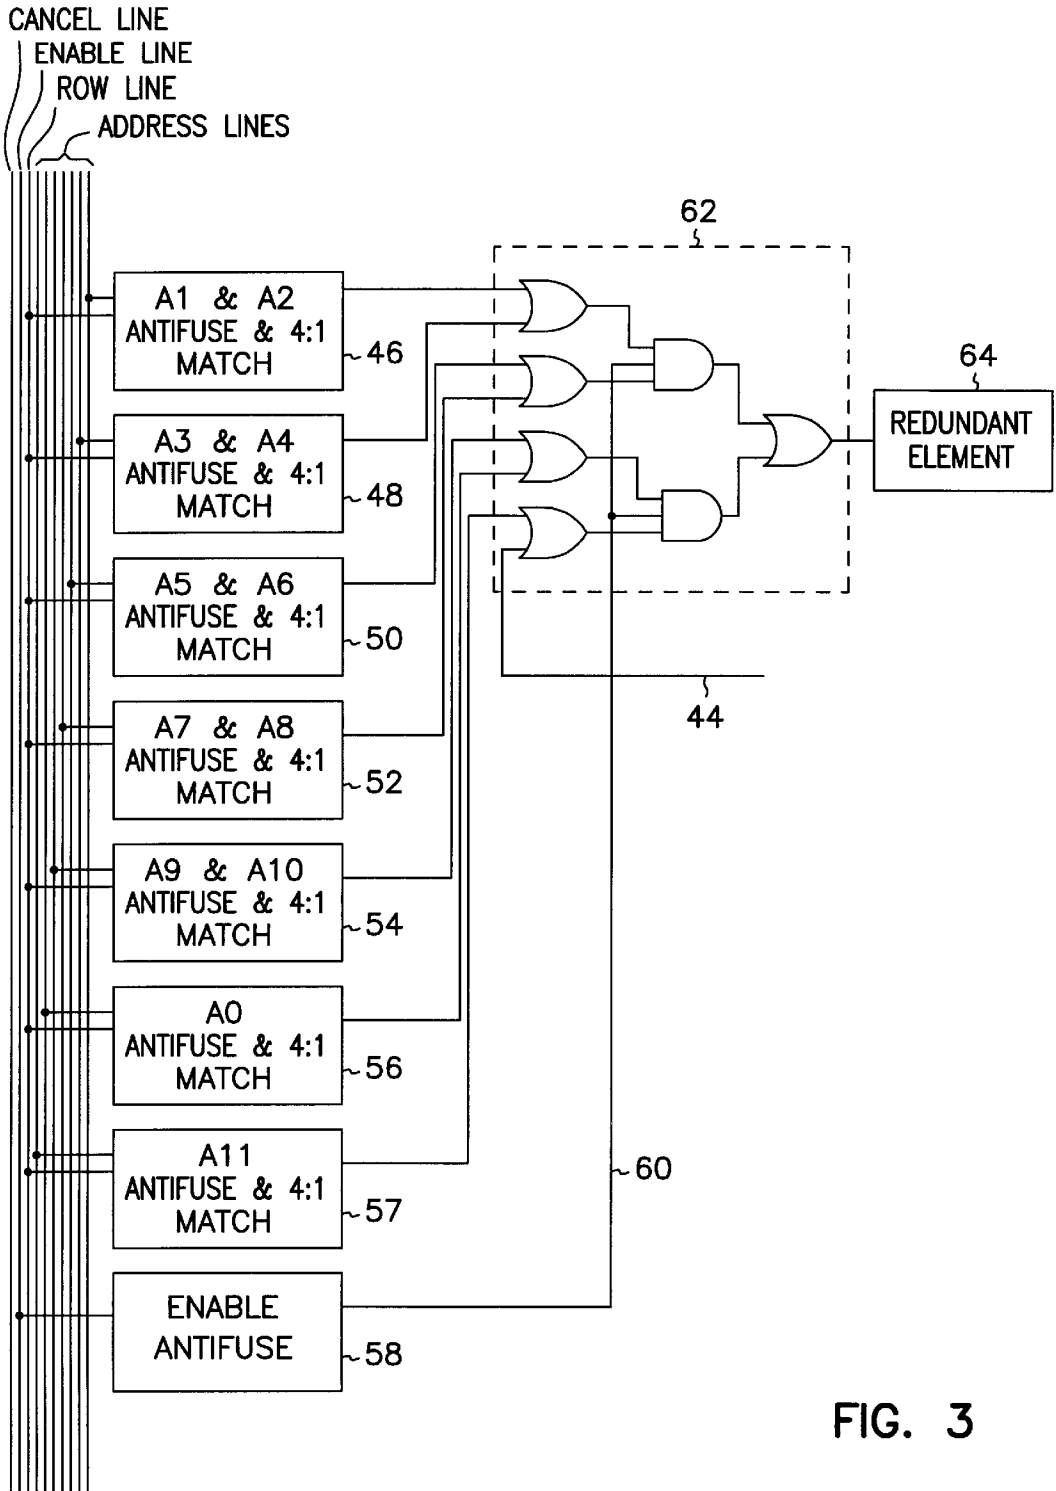 CANCEL LINE
ENABLE LINE
ROW LINE
ADDRESS LINES
62
A1 & A2
ANTIFUSE & 4:1
MATCH
46
64
REDUNDANT
ELEMENT
A3 & A4
ANTIFUSE & 4:1
MATCH
48
A5 & A6
ANTIFUSE & 4:1
MATCH
50
44
A7 & A8
ANTIFUSE & 4:1
MATCH
52
A9 & A10
ANTIFUSE & 4:1
MATCH
54
A0
ANTIFUSE & 4:1
MATCH
56
A11
ANTIFUSE & 4:1
MATCH
57
60
ENABLE
ANTIFUSE
58
FIG. 3